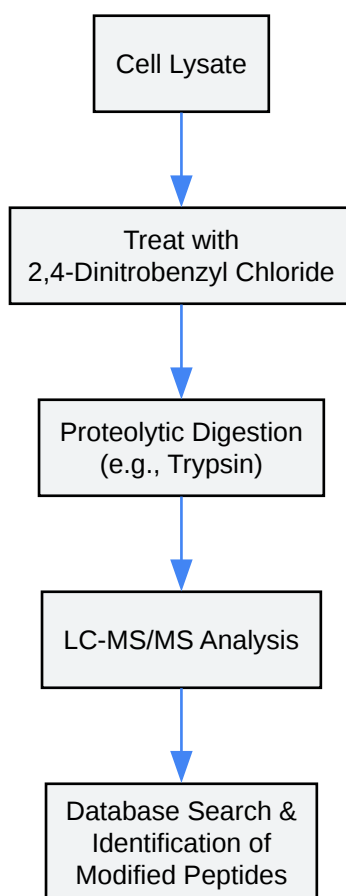 Cell Lysate
Treat with
2,4-Dinitrobenzyl Chloride
Proteolytic Digestion
(e.g., Trypsin)
LC-MS/MS Analysis
Database Search &
Identification of
Modified Peptides